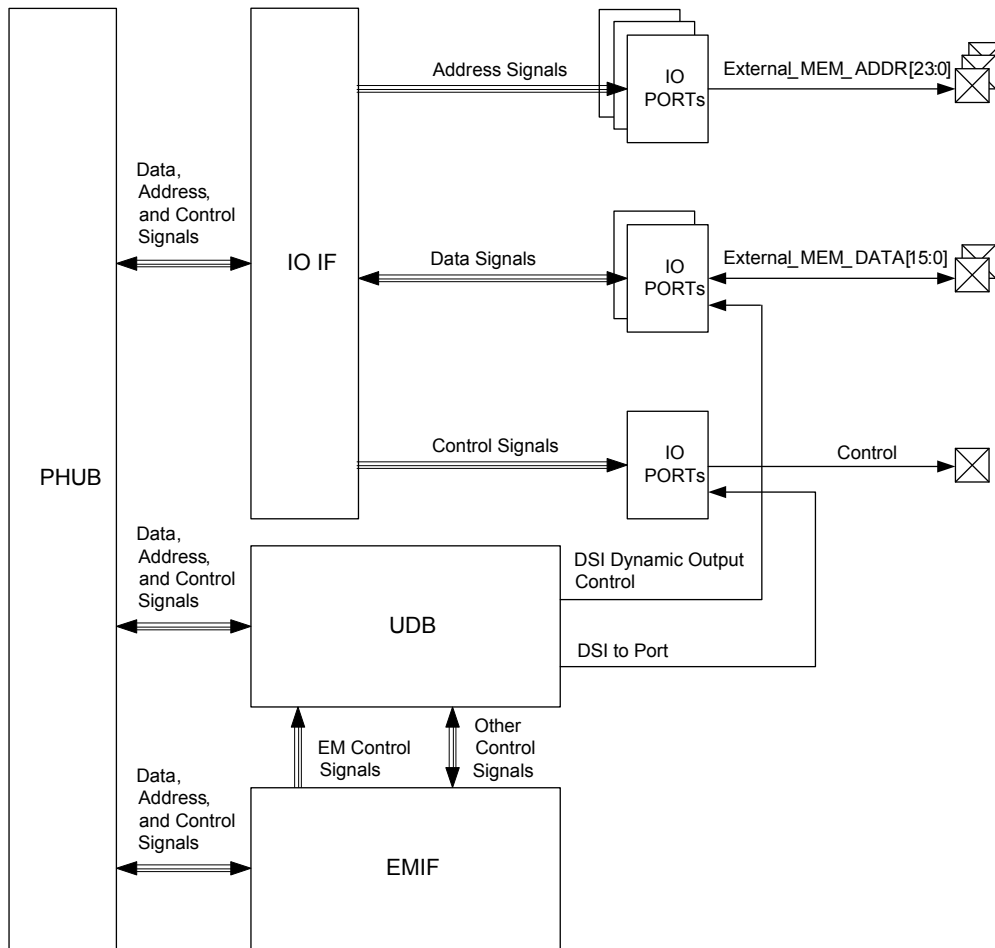 Address Signals
IO
PORTs
External_MEM_ADDR[23:0]
Data,
Address,
and Control
Signals
IO IF
Data Signals
IO
PORTs
External_MEM_DATA[15:0]
PHUB
Control Signals
IO
PORTs
Control
Data,
Address,
and Control
Signals
UDB
DSI Dynamic Output
Control
DSI to Port
EM Control
Signals
Other
Control
Signals
Data,
Address,
and Control
Signals
EMIF